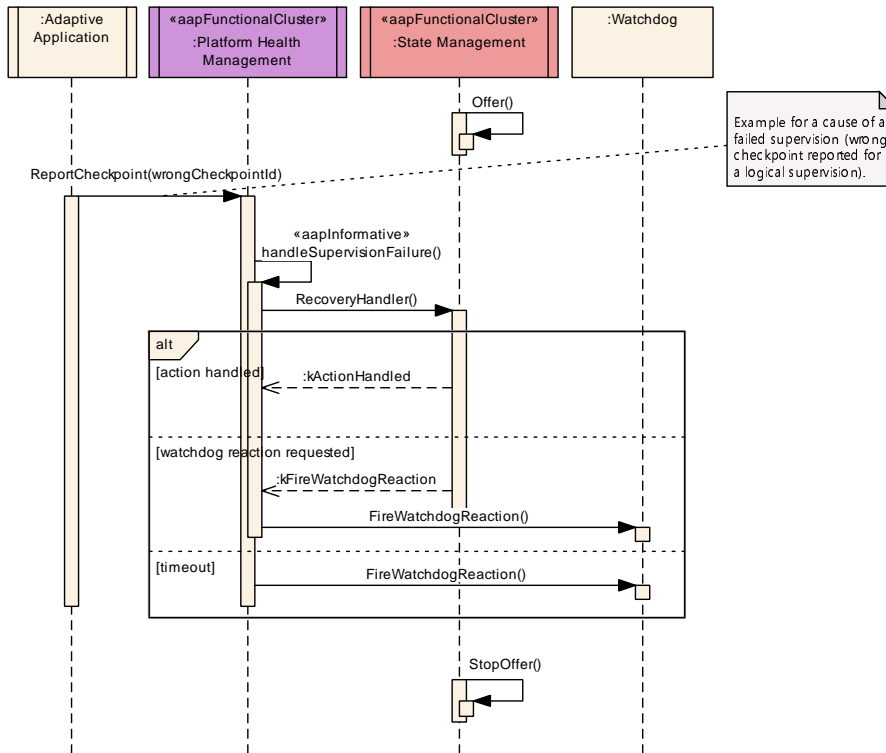 :Adaptive
Application
«aapFunctionalCluster»
:Platform Health
Management
«aapFunctionalCluster»
:State Management
:Watchdog
Offer()
Example for a cause of a
failed supervision (wrong
checkpoint reported for
a logical supervision).
ReportCheckpoint(wrongCheckpointId)
«aapInformative»
handleSupervisionFailure()
RecoveryHandler()
alt
[action handled]
:kActionHandled
[watchdog reaction requested]
:kFireWatchdogReaction
FireWatchdogReaction()
[timeout]
FireWatchdogReaction()
StopOffer()